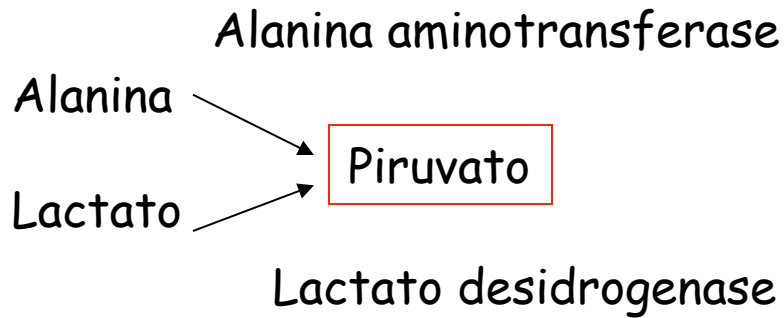 Alanina aminotransferase
Alanina
Piruvato
Lactato
Lactato desidrogenase